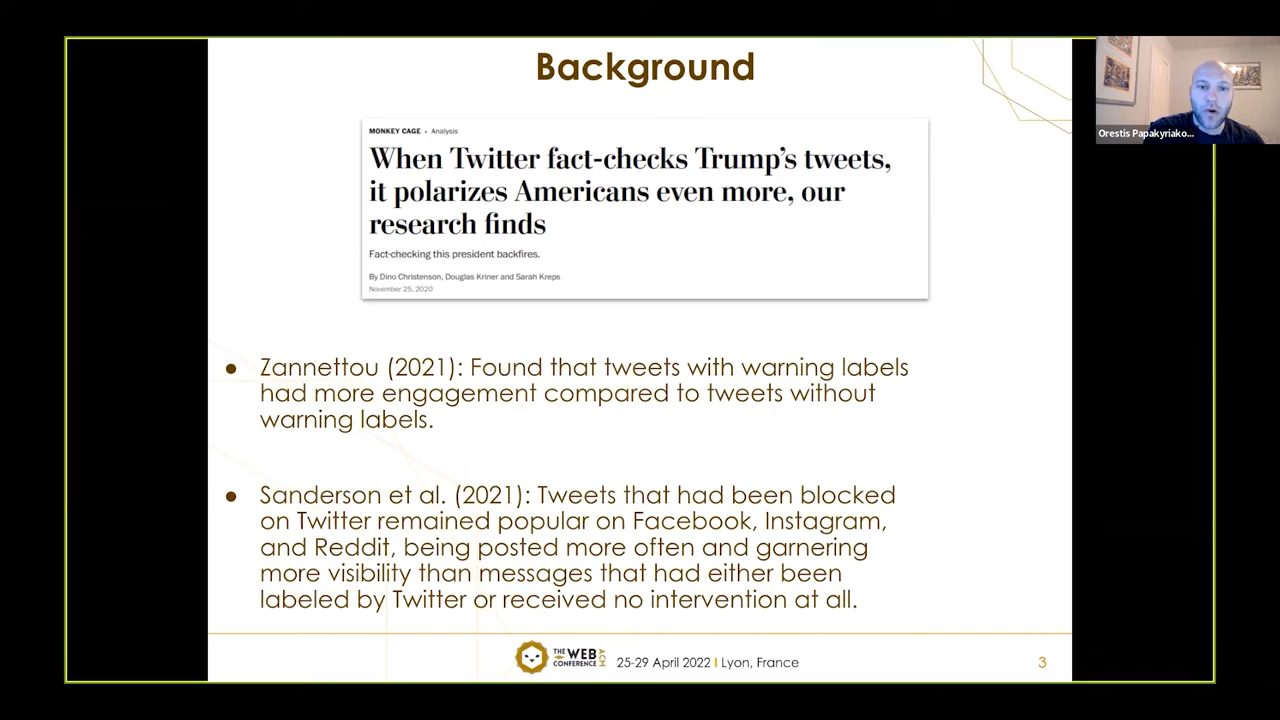 Background
MONKEY CAGE • Analysis
When Twitter fact-checks Trump's tweets,
it polarizes Americans even more, our
research finds
Fact-checking this president backfires.
By Dino Christenson, Douglas Kriner and Sarah Kreps
November 25, 2020
Orestis Papakyriako...
● Zannettou (2021): Found that tweets with warning labels
had more engagement compared to tweets without
warning labels.
● Sanderson et al. (2021): Tweets that had been blocked
on Twitter remained popular on Facebook, Instagram,
and Reddit, being posted more often and garnering
more visibility than messages that had either been
labeled by Twitter or received no intervention at all.
THE WEB CONFERENCE
ACM
25-29 April 2022 I Lyon, France
3